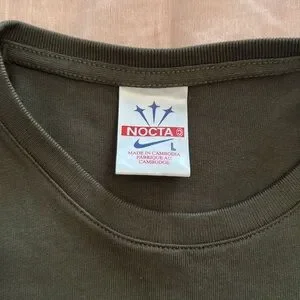 NOCTA
L
MADE IN CAMBODIA
FABRIQUE AU
CAMBODGE